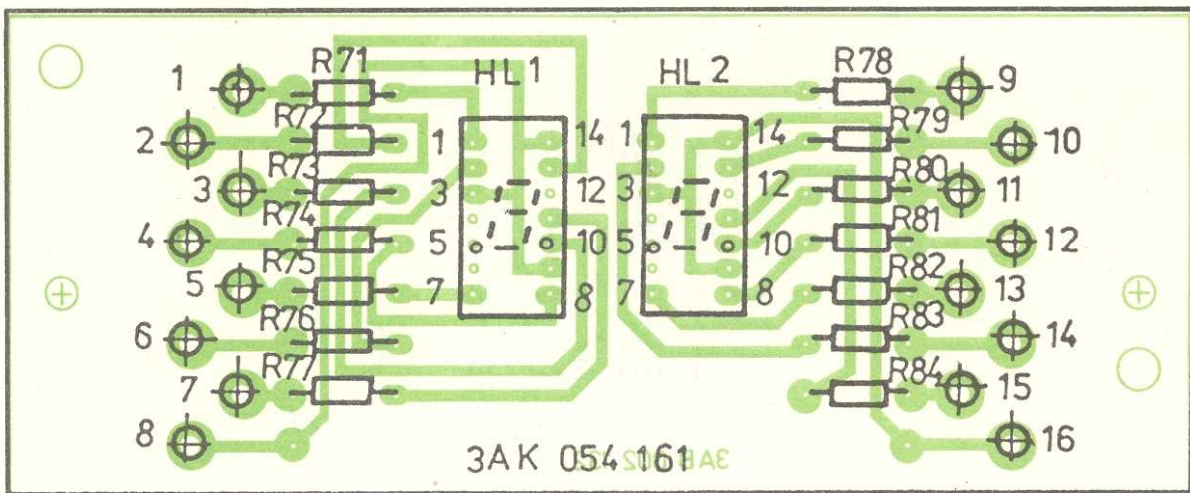 R71 HL1 HL2 R78
1 9
R72 R79
2 1 14 1 14 10
R73 R80
3 3 12 3 12 11
R74 R81
4 5 10 5 10 12
R75 R82
5 7 8 7 8 13
R76 R83
6 14
R77 R84
7 15
8 16
3AK 054 161